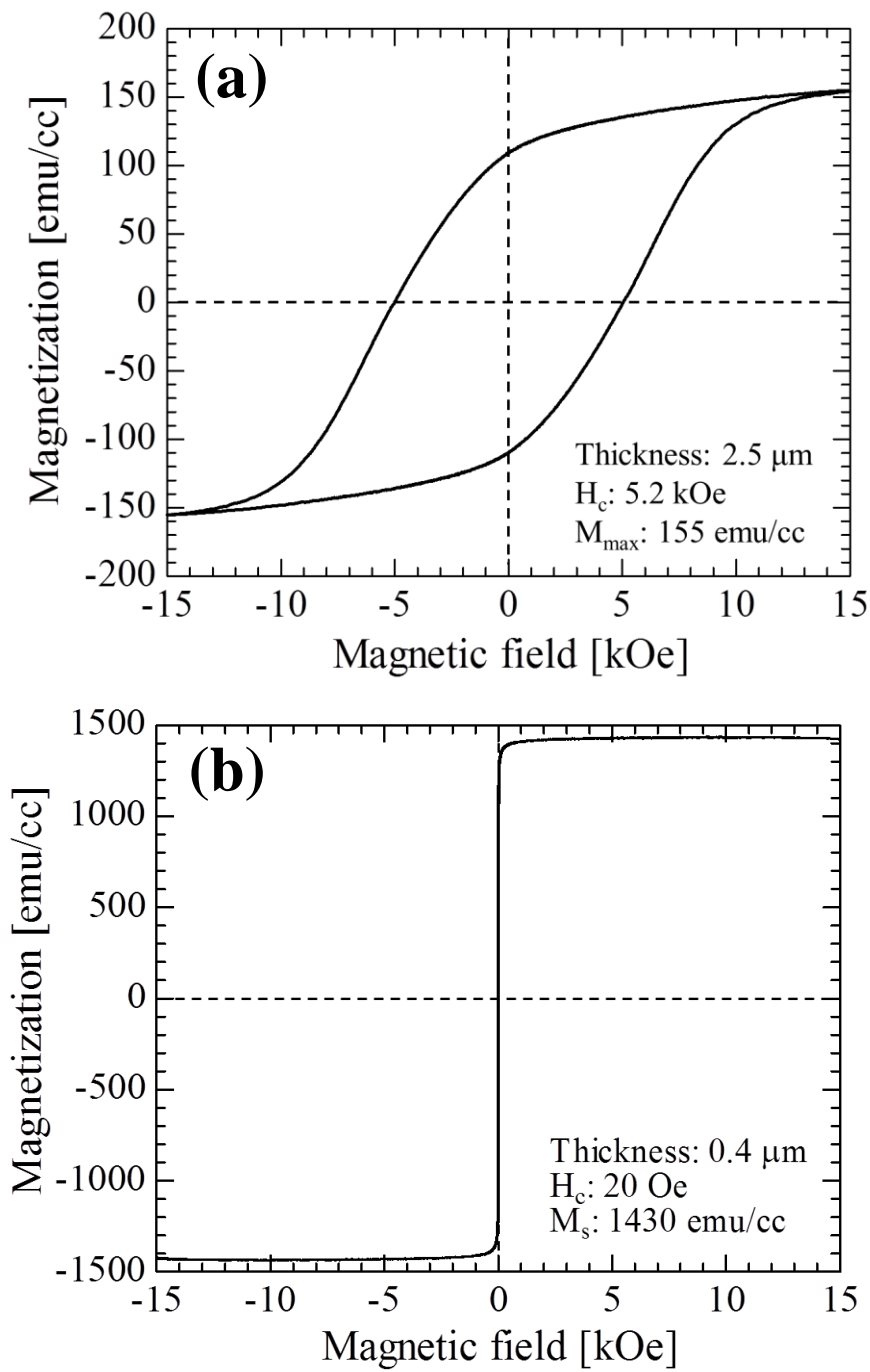 (a)
200
150
100
50
0
-50
-100
-150
-200
Magnetization [emu/cc]
Thickness: 2.5 μm
Hc: 5.2 kOe
Mmax: 155 emu/cc
-15 -10 -5 0 5 10 15
Magnetic field [kOe]
(b)
1500
1000
500
0
-500
-1000
-1500
Magnetization [emu/cc]
Thickness: 0.4 μm
Hc: 20 Oe
Ms: 1430 emu/cc
-15 -10 -5 0 5 10 15
Magnetic field [kOe]